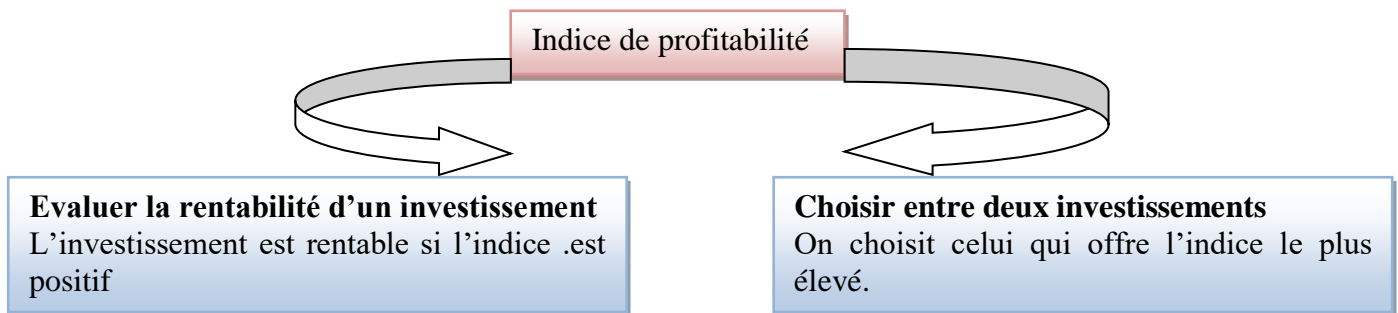 Indice de profitabilité
Evaluer la rentabilité d’un investissement
L’investissement est rentable si l’indice .est
positif
Choisir entre deux investissements
On choisit celui qui offre l’indice le plus
élevé.